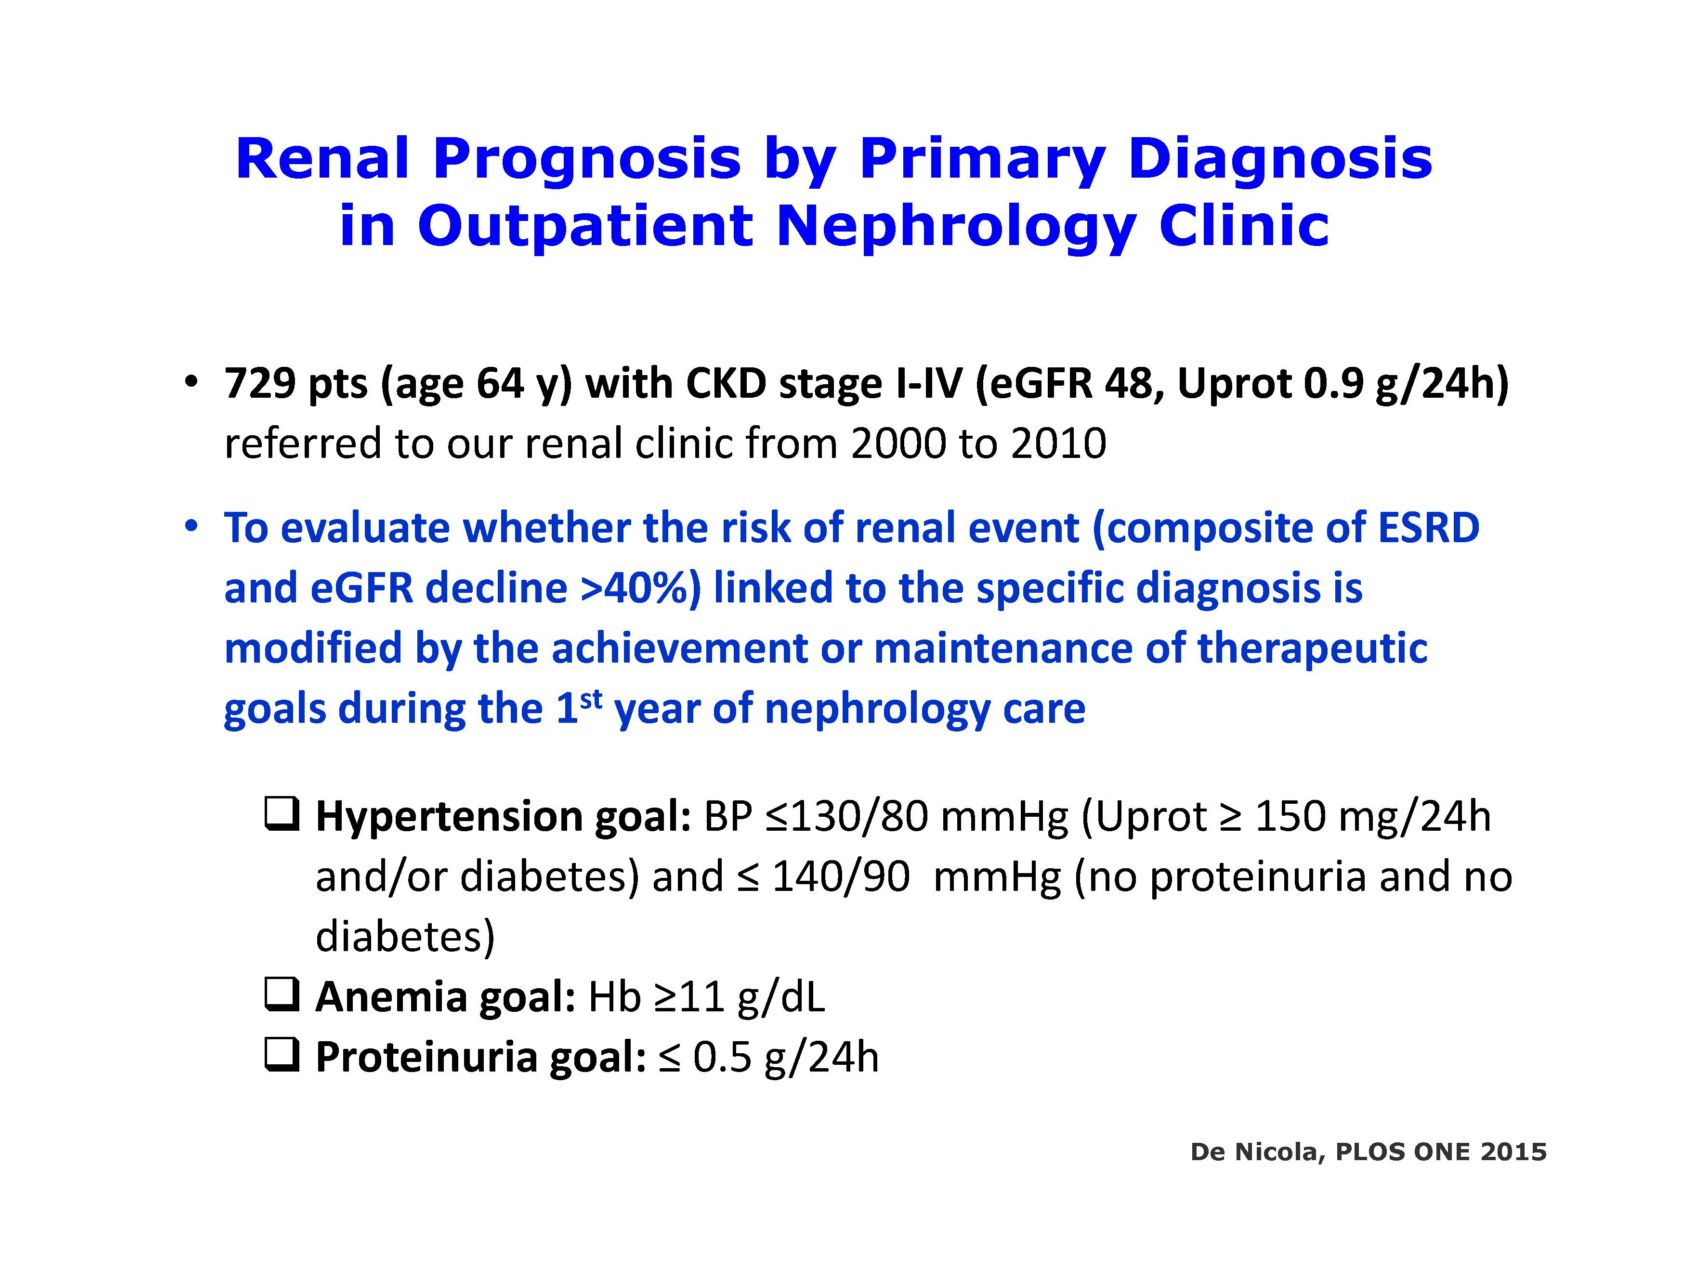 Renal Prognosis by Primary Diagnosis
in Outpatient Nephrology Clinic
• 729 pts (age 64 y) with CKD stage I-IV (eGFR 48, Uprot 0.9 g/24h)
referred to our renal clinic from 2000 to 2010
• To evaluate whether the risk of renal event (composite of ESRD
and eGFR decline >40%) linked to the specific diagnosis is
modified by the achievement or maintenance of therapeutic
goals during the 1st year of nephrology care
❑ Hypertension goal: BP ≤130/80 mmHg (Uprot ≥ 150 mg/24h
and/or diabetes) and ≤ 140/90 mmHg (no proteinuria and no
diabetes)
❑ Anemia goal: Hb ≥11 g/dL
❑ Proteinuria goal: ≤ 0.5 g/24h
De Nicola, PLOS ONE 2015